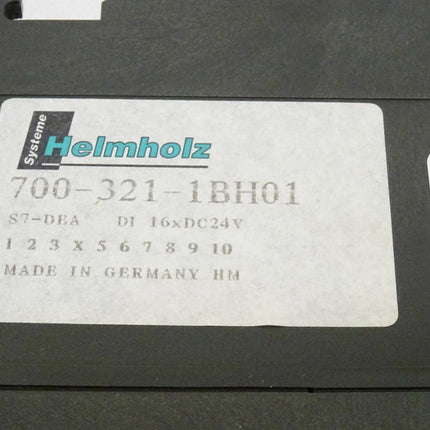 Systeme
Helmholz
700-321-1BH01
S7-DEA DI 16xDC24V
1 2 3 X 5 6 7 8 9 10
MADE IN GERMANY HM